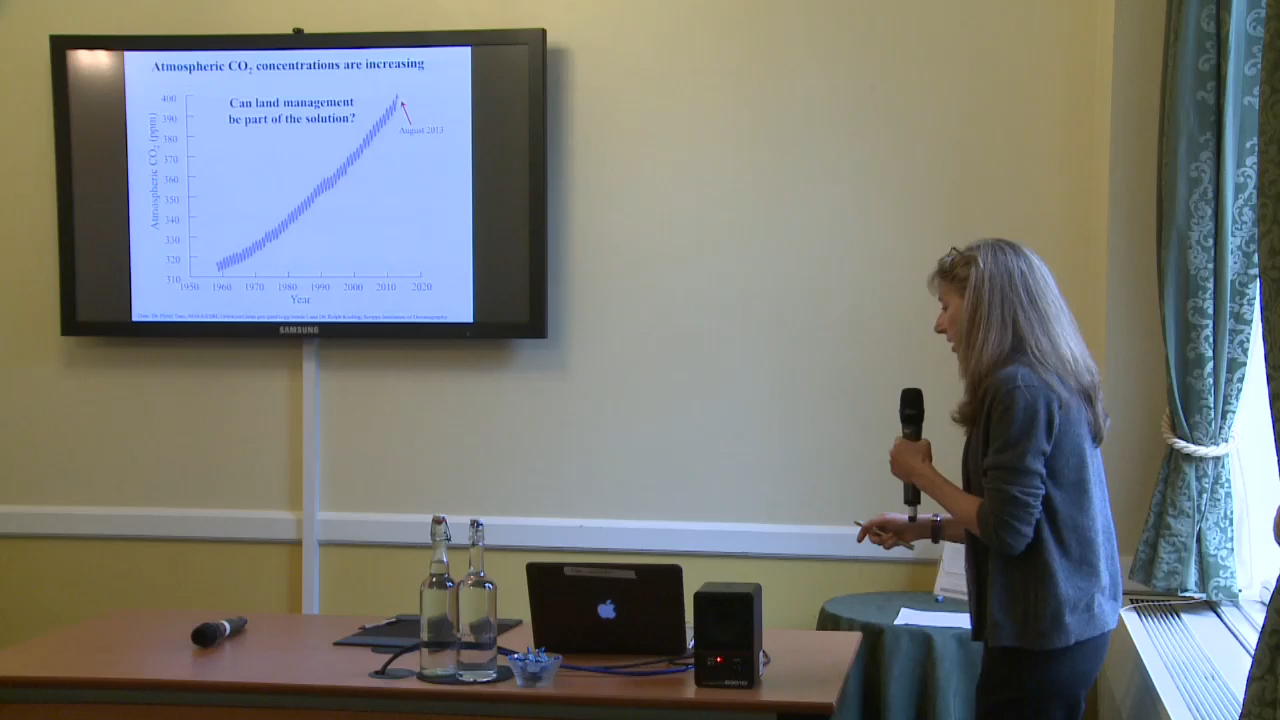 Atmospheric CO₂ concentrations are increasing
Can land management
be part of the solution?
August 2013
Atmospheric CO₂ (ppm)
400
390
380
370
360
350
340
330
320
310
1950 1960 1970 1980 1990 2000 2010 2020
Year
SAMSUNG